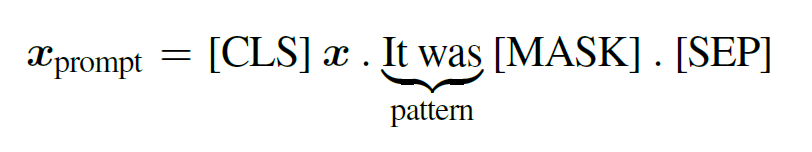 x_prompt = [CLS] x . It was [MASK] . [SEP]
pattern